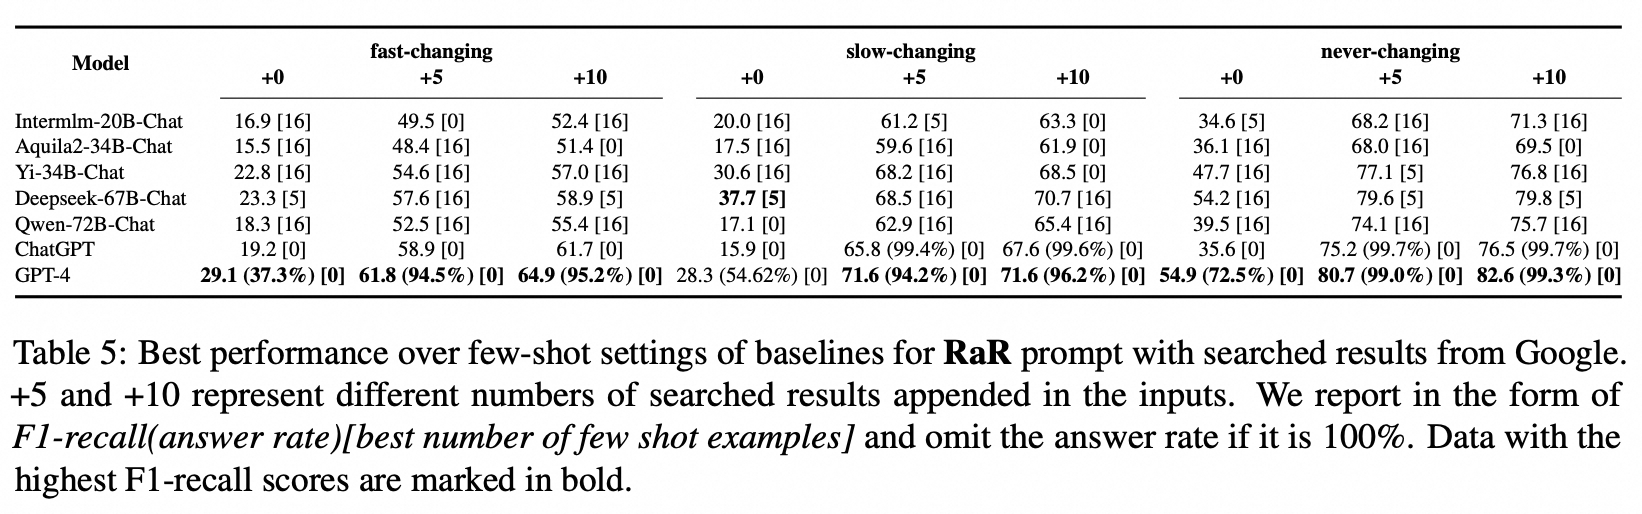 Model fast-changing slow-changing never-changing
+0 +5 +10 +0 +5 +10 +0 +5 +10
Intermlm-20B-Chat 16.9 [16] 49.5 [0] 52.4 [16] 20.0 [16] 61.2 [5] 63.3 [0] 34.6 [5] 68.2 [16] 71.3 [16]
Aquila2-34B-Chat 15.5 [16] 48.4 [16] 51.4 [0] 17.5 [16] 59.6 [16] 61.9 [0] 36.1 [16] 68.0 [16] 69.5 [0]
Yi-34B-Chat 22.8 [16] 54.6 [16] 57.0 [16] 30.6 [16] 68.2 [16] 68.5 [0] 47.7 [16] 77.1 [5] 76.8 [16]
Deepseek-67B-Chat 23.3 [5] 57.6 [16] 58.9 [5] 37.7 [5] 68.5 [16] 70.7 [16] 54.2 [16] 79.6 [5] 79.8 [5]
Qwen-72B-Chat 18.3 [16] 52.5 [16] 55.4 [16] 17.1 [0] 62.9 [16] 65.4 [16] 39.5 [16] 74.1 [16] 75.7 [16]
ChatGPT 19.2 [0] 58.9 [0] 61.7 [0] 15.9 [0] 65.8 (99.4%) [0] 67.6 (99.6%) [0] 35.6 [0] 75.2 (99.7%) [0] 76.5 (99.7%) [0]
GPT-4 29.1 (37.3%) [0] 61.8 (94.5%) [0] 64.9 (95.2%) [0] 28.3 (54.62%) [0] 71.6 (94.2%) [0] 71.6 (96.2%) [0] 54.9 (72.5%) [0] 80.7 (99.0%) [0] 82.6 (99.3%) [0]
Table 5: Best performance over few-shot settings of baselines for RaR prompt with searched results from Google.
+5 and +10 represent different numbers of searched results appended in the inputs. We report in the form of
F1-recall(answer rate)[best number of few shot examples] and omit the answer rate if it is 100%. Data with the
highest F1-recall scores are marked in bold.